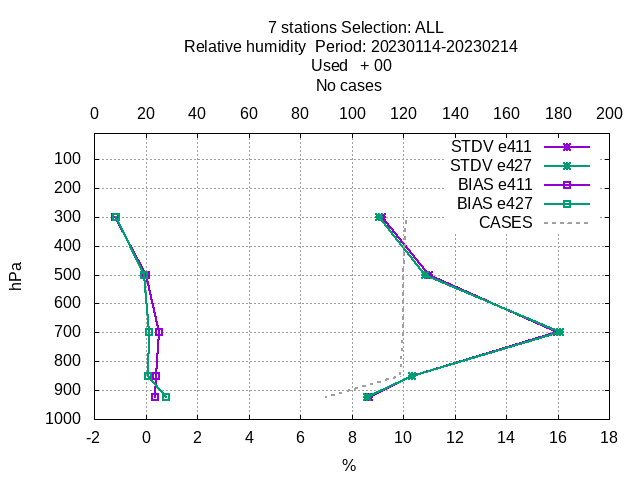 7 stations Selection: ALL
Relative humidity  Period: 20230114-20230214
Used   + 00
No cases
0 20 40 60 80 100 120 140 160 180 200
STDV e411
STDV e427
BIAS e411
BIAS e427
CASES
100
200
300
400
500
600
700
800
900
1000
hPa
-2 0 2 4 6 8 10 12 14 16 18
%